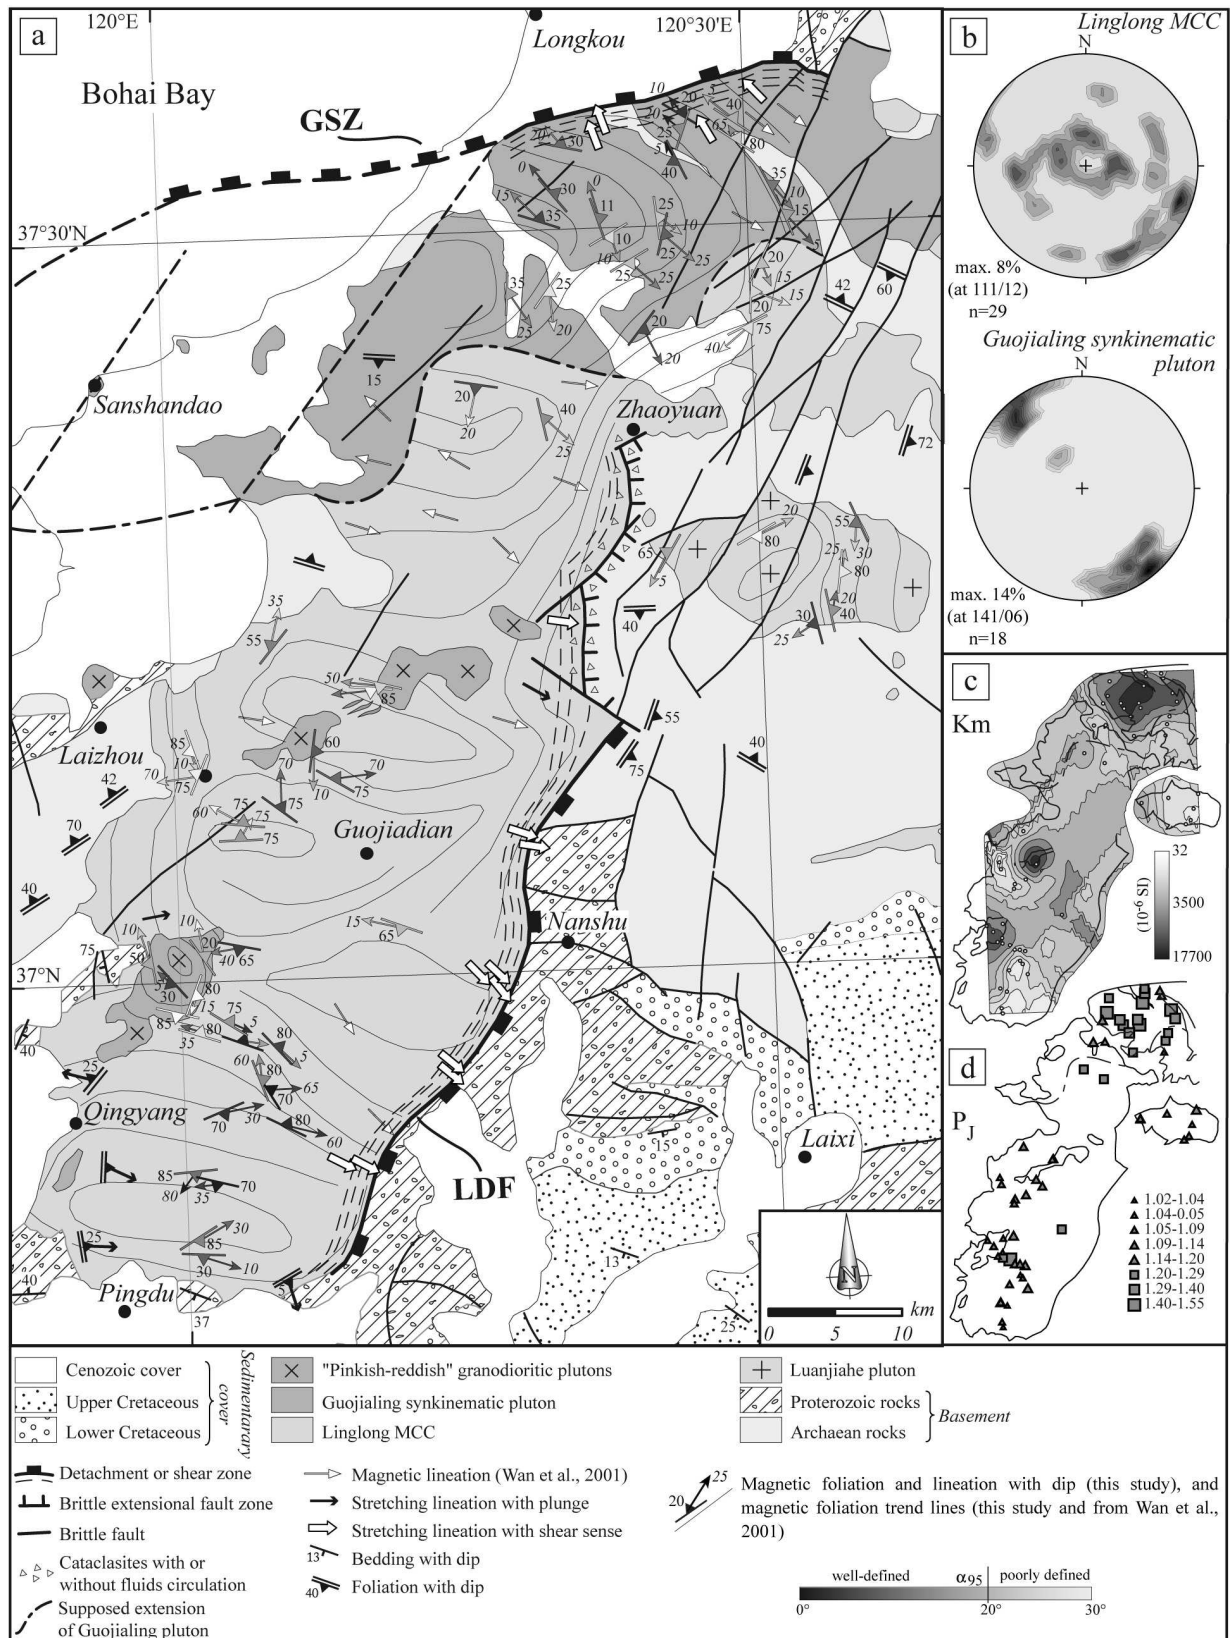 a
120°E
120°30'E
Longkou
Bohai Bay
GSZ
37°30'N
Sanshandao
Zhaoyuan
Laizhou
Guojiadian
Nanshu
37°N
Qingyang
Laixi
LDF
Pingdu
N
km
0 5 10
b
Linglong MCC
N
max. 8%
(at 111/12)
n=29
Guojialing synkinematic
pluton
N
max. 14%
(at 141/06)
n=18
c
Km
32
3500
17700
(10-6 SI)
d
PJ
1.02-1.04
1.04-0.05
1.05-1.09
1.09-1.14
1.14-1.20
1.20-1.29
1.29-1.40
1.40-1.55
Cenozoic cover
Upper Cretaceous
Lower Cretaceous
Sedimentarary
cover
"Pinkish-reddish" granodioritic plutons
Guojialing synkinematic pluton
Linglong MCC
Luanjiahe pluton
Proterozoic rocks
Archaean rocks
Basement
Detachment or shear zone
Brittle extensional fault zone
Brittle fault
Cataclasites with or
without fluids circulation
Supposed extension
of Guojialing pluton
Magnetic lineation (Wan et al., 2001)
Stretching lineation with plunge
Stretching lineation with shear sense
13 Bedding with dip
40 Foliation with dip
25
20
Magnetic foliation and lineation with dip (this study), and
magnetic foliation trend lines (this study and from Wan et al.,
2001)
well-defined α95 poorly defined
0° 20° 30°